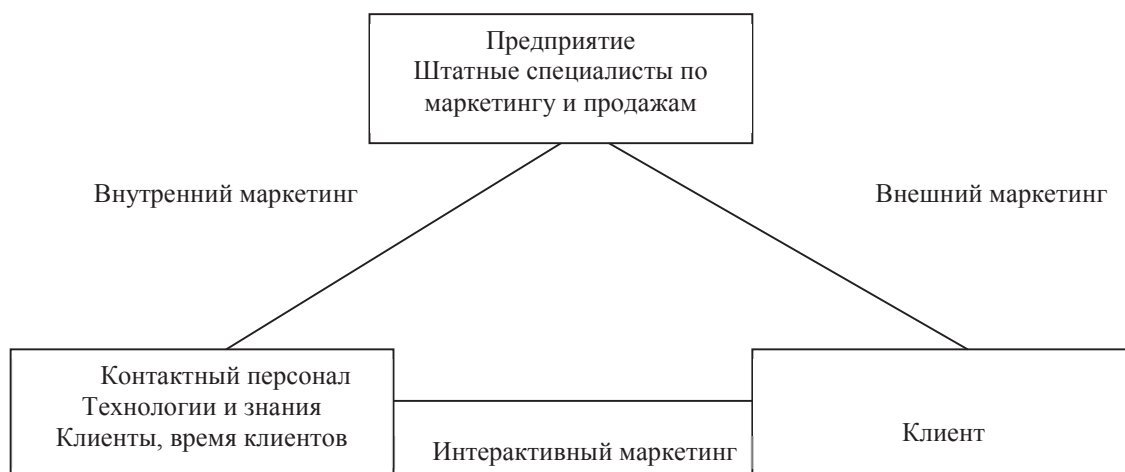 Предприятие
Штатные специалисты по
маркетингу и продажам
Внутренний маркетинг
Внешний маркетинг
Контактный персонал
Технологии и знания
Клиенты, время клиентов
Интерактивный маркетинг
Клиент